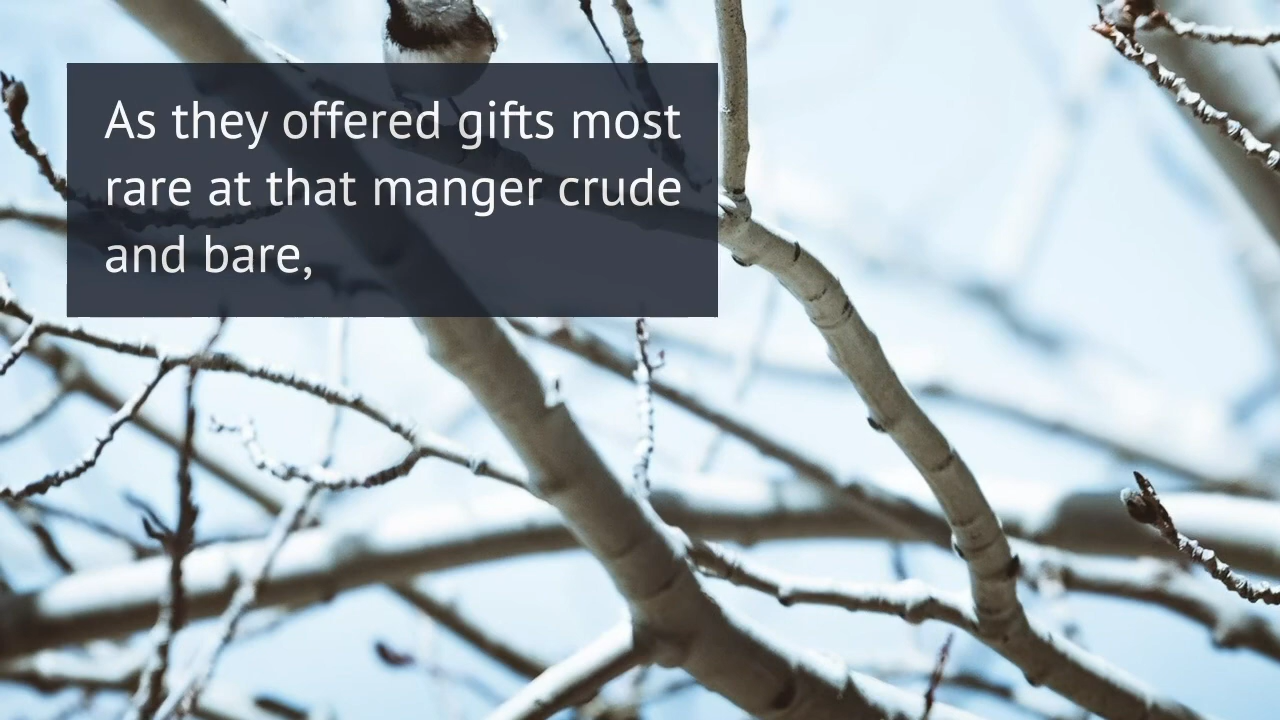 As they offered gifts most
rare at that manger crude
and bare,